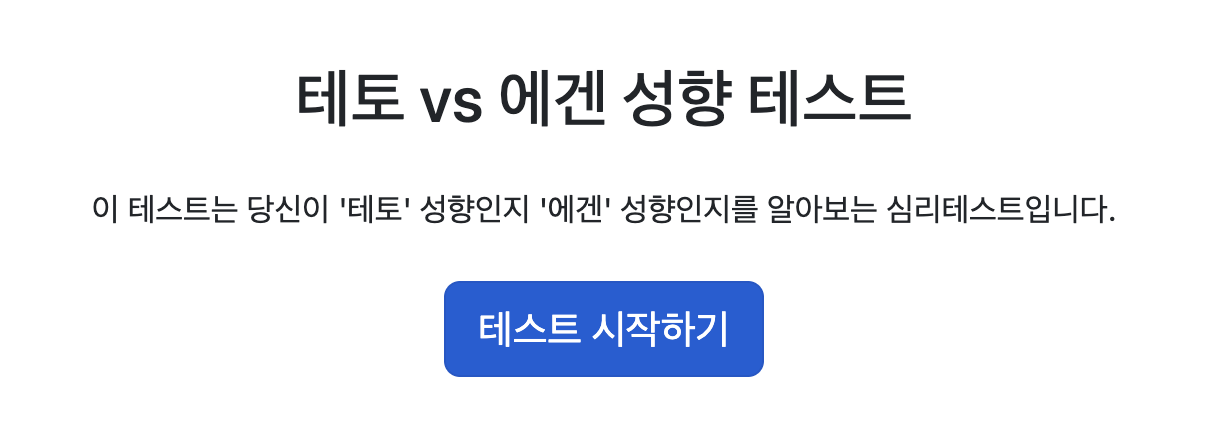 테토 vs 에겐 성향 테스트
이 테스트는 당신이 '테토' 성향인지 '에겐' 성향인지를 알아보는 심리테스트입니다.
테스트 시작하기